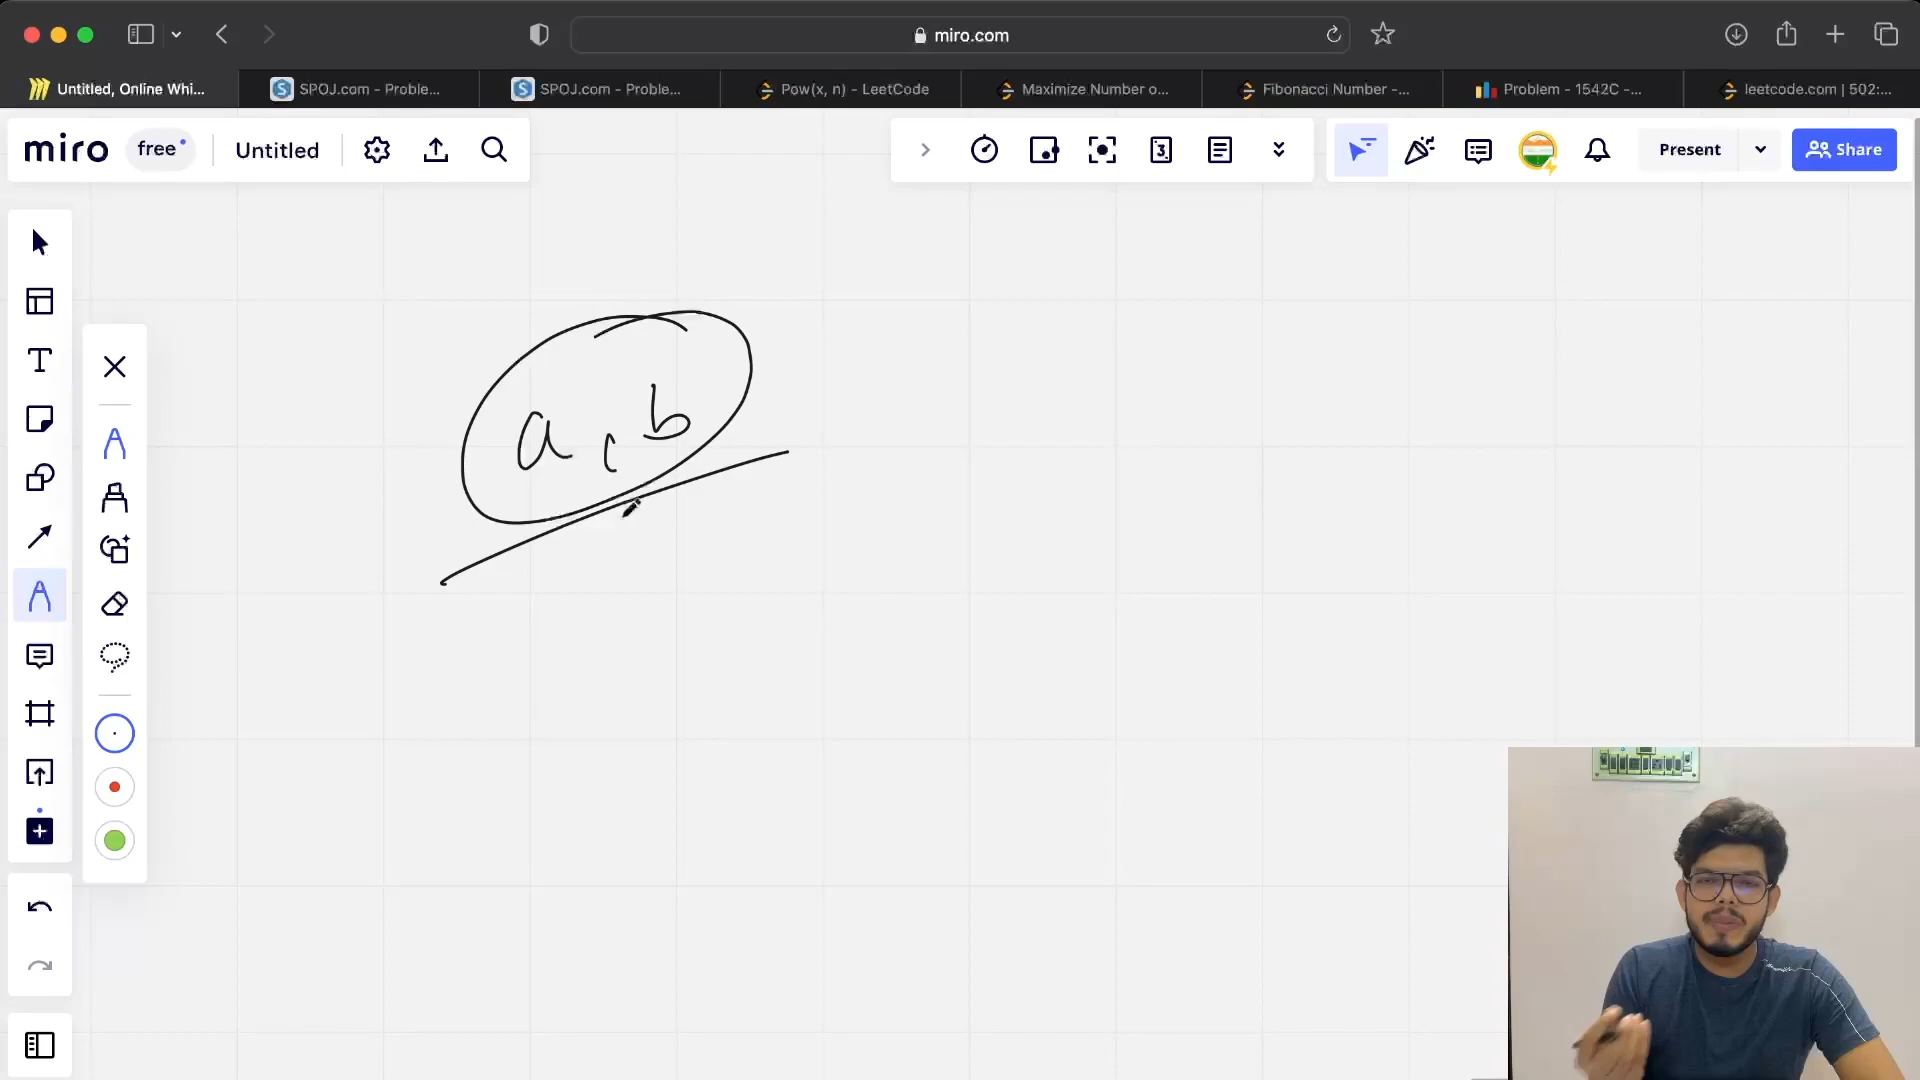 miro.com
Untitled, Online Whi...
SPOJ.com - Proble...
SPOJ.com - Proble...
Pow(x, n) - LeetCode
Maximize Number o...
Fibonacci Number -...
Problem - 1542C -...
leetcode.com | 502:...
miro free Untitled
3
Present
Share
T
a, b